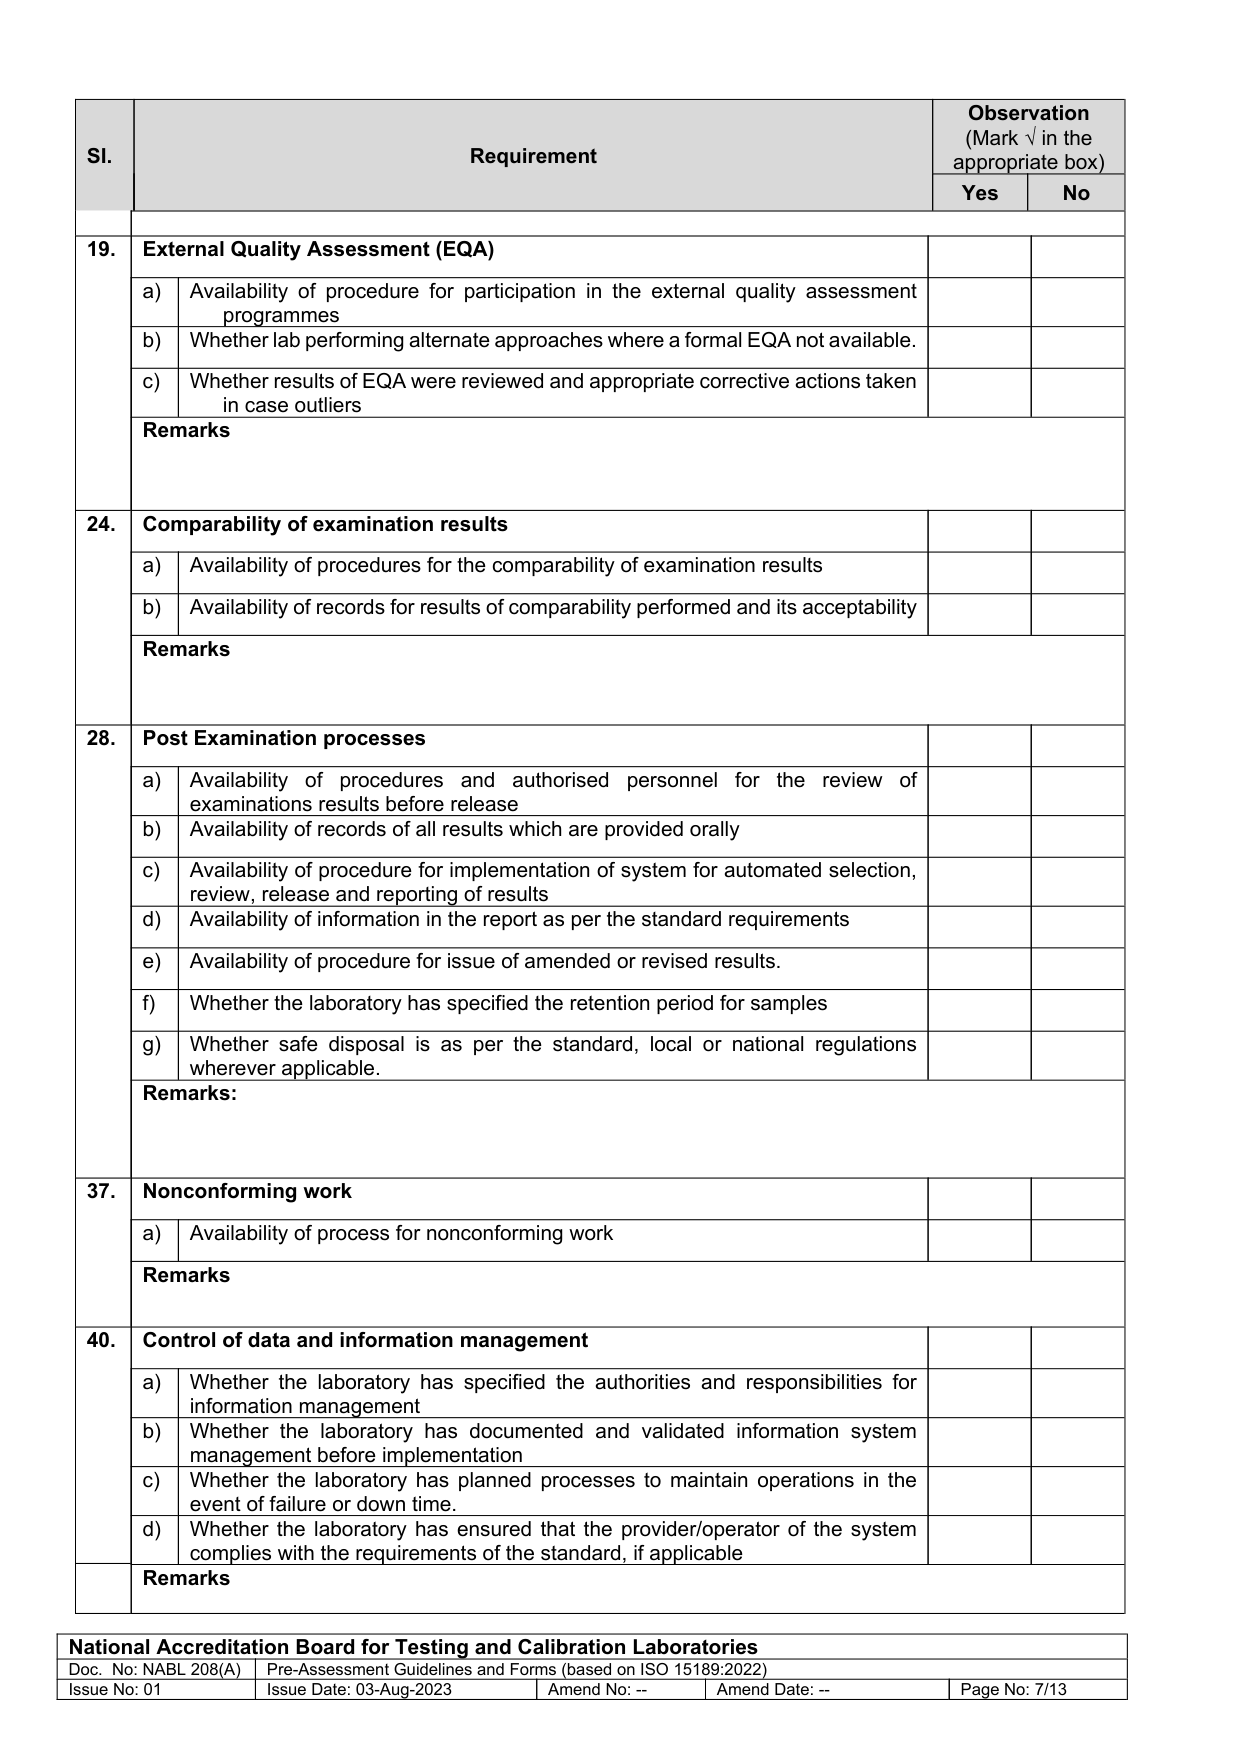 Sl.
Requirement
Observation
(Mark √ in the
appropriate box)
Yes No
19. External Quality Assessment (EQA)
a) Availability of procedure for participation in the external quality assessment
programmes
b) Whether lab performing alternate approaches where a formal EQA not available.
c) Whether results of EQA were reviewed and appropriate corrective actions taken
in case outliers
Remarks
24. Comparability of examination results
a) Availability of procedures for the comparability of examination results
b) Availability of records for results of comparability performed and its acceptability
Remarks
28. Post Examination processes
a) Availability of procedures and authorised personnel for the review of
examinations results before release
b) Availability of records of all results which are provided orally
c) Availability of procedure for implementation of system for automated selection,
review, release and reporting of results
d) Availability of information in the report as per the standard requirements
e) Availability of procedure for issue of amended or revised results.
f) Whether the laboratory has specified the retention period for samples
g) Whether safe disposal is as per the standard, local or national regulations
wherever applicable.
Remarks:
37. Nonconforming work
a) Availability of process for nonconforming work
Remarks
40. Control of data and information management
a) Whether the laboratory has specified the authorities and responsibilities for
information management
b) Whether the laboratory has documented and validated information system
management before implementation
c) Whether the laboratory has planned processes to maintain operations in the
event of failure or down time.
d) Whether the laboratory has ensured that the provider/operator of the system
complies with the requirements of the standard, if applicable
Remarks
National Accreditation Board for Testing and Calibration Laboratories
Doc. No: NABL 208(A) Pre-Assessment Guidelines and Forms (based on ISO 15189:2022)
Issue No: 01 Issue Date: 03-Aug-2023 Amend No: -- Amend Date: -- Page No: 7/13